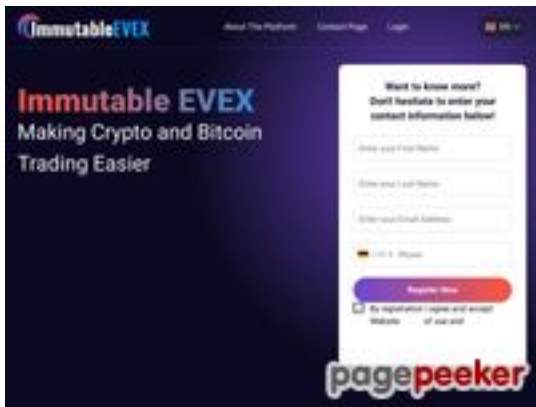 ImmutableEVEX
About The Platform
Contact Page
Login
EN
Immutable EVEX
Making Crypto and Bitcoin
Trading Easier
Want to know more?
Don't hesitate to enter your
contact information below!
Enter your First Name
Enter your Last Name
Enter your Email Address
Phone
Register Now
By registration I agree and accept
Website of use and
pagepeeker